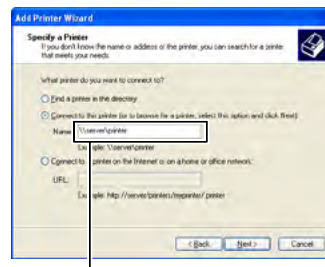 Add Printer Wizard
Specify a Printer
If you don't know the name or address of the printer, you can search for a printer
that meets your needs.
What printer do you want to connect to?
Find a printer in the directory
Connect to this printer (or to browse for a printer, select this option and click Next):
Name: \\server\printer
Example: \\server\printer
Connect to a printer on the Internet or on a home or office network:
URL:
Example: http://server/printers/myprinter/.printer
< Back
Next >
Cancel